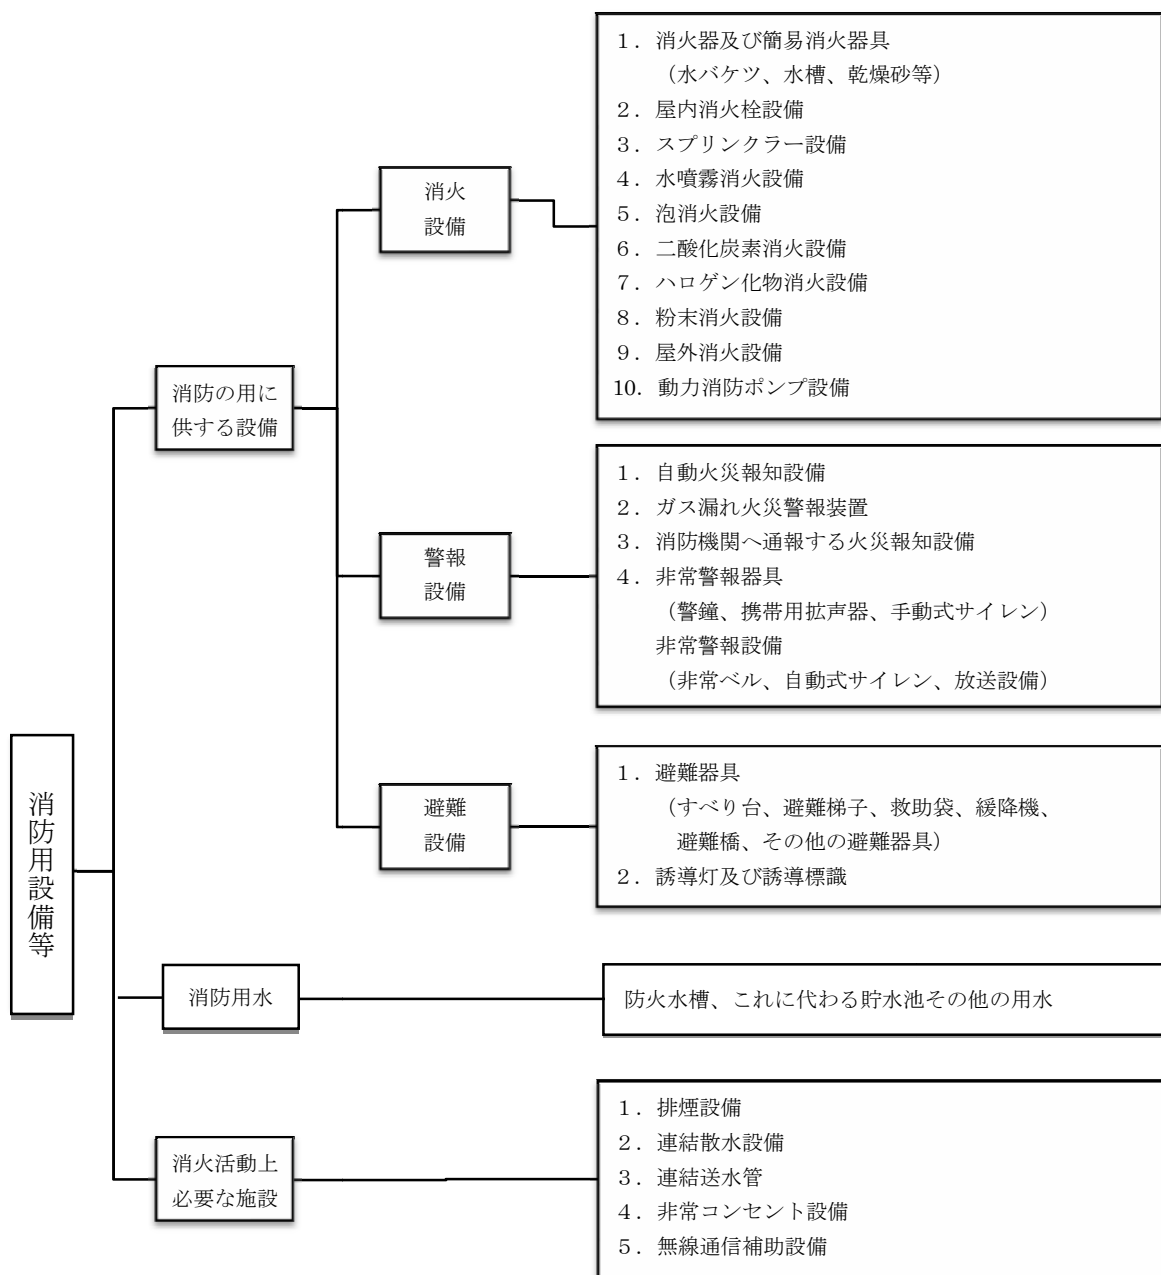 消防用設備等
消防の用に
供する設備
消火
設備
１．消火器及び簡易消火器具
（水バケツ、水槽、乾燥砂等）
２．屋内消火栓設備
３．スプリンクラー設備
４．水噴霧消火設備
５．泡消火設備
６．二酸化炭素消火設備
７．ハロゲン化物消火設備
８．粉末消火設備
９．屋外消火設備
10．動力消防ポンプ設備
警報
設備
１．自動火災報知設備
２．ガス漏れ火災警報装置
３．消防機関へ通報する火災報知設備
４．非常警報器具
（警鐘、携帯用拡声器、手動式サイレン）
非常警報設備
（非常ベル、自動式サイレン、放送設備）
避難
設備
１．避難器具
（すべり台、避難梯子、救助袋、緩降機、
避難橋、その他の避難器具）
２．誘導灯及び誘導標識
消防用水
防火水槽、これに代わる貯水池その他の用水
消火活動上
必要な施設
１．排煙設備
２．連結散水設備
３．連結送水管
４．非常コンセント設備
５．無線通信補助設備